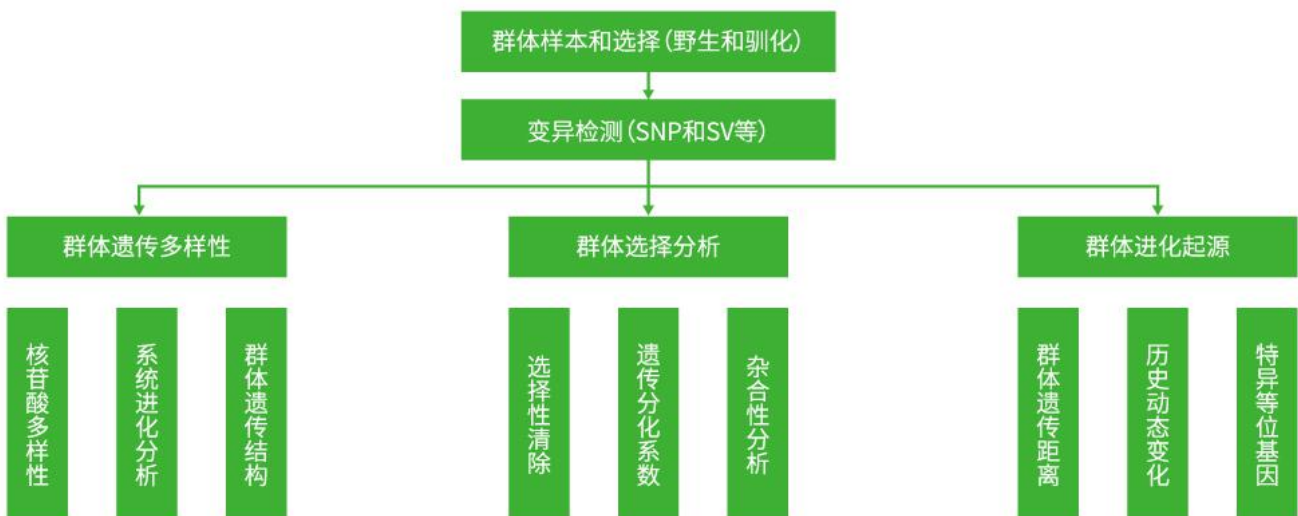 群体样本和选择(野生和驯化)
变异检测(SNP和SV等)
群体遗传多样性
群体选择分析
群体进化起源
核苷酸多样性
系统进化分析
群体遗传结构
选择性清除
遗传分化系数
杂合性分析
群体遗传距离
历史动态变化
特异等位基因